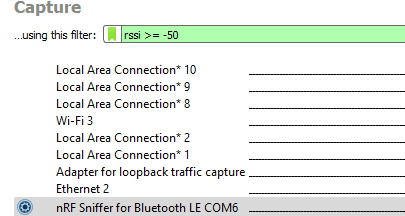 Capture
...using this filter: rssi >= -50
Local Area Connection* 10
Local Area Connection* 9
Local Area Connection* 8
Wi-Fi 3
Local Area Connection* 2
Local Area Connection* 1
Adapter for loopback traffic capture
Ethernet 2
nRF Sniffer for Bluetooth LE COM6